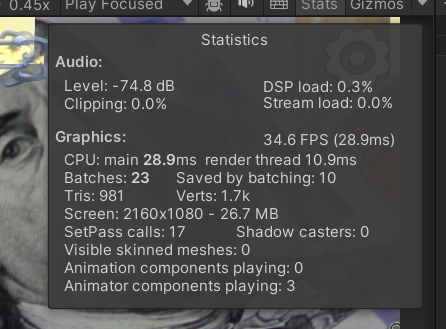 0.45x Play Focused Stats Gizmos
Statistics
Audio:
Level: -74.8 dB DSP load: 0.3%
Clipping: 0.0% Stream load: 0.0%
Graphics: 34.6 FPS (28.9ms)
CPU: main 28.9ms render thread 10.9ms
Batches: 23 Saved by batching: 10
Tris: 981 Verts: 1.7k
Screen: 2160x1080 - 26.7 MB
SetPass calls: 17 Shadow casters: 0
Visible skinned meshes: 0
Animation components playing: 0
Animator components playing: 3